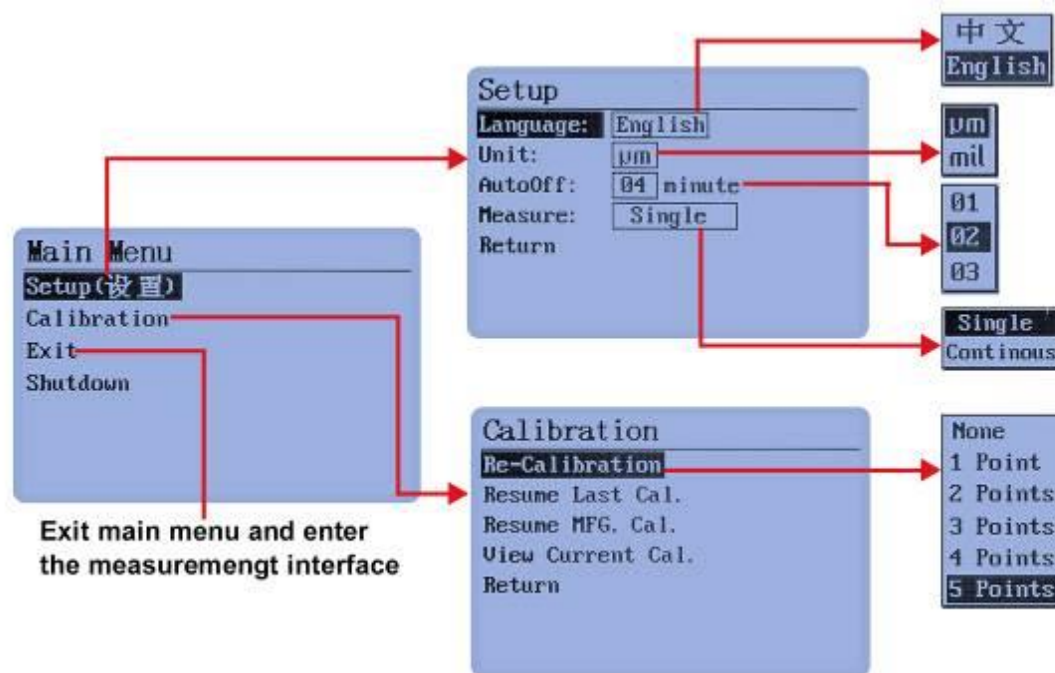 Main Menu
Setup(设置)
Calibration
Exit
Shutdown
Exit main menu and enter
the measuremengt interface
Setup
Language: English
Unit: µm
AutoOff: 04 minute
Measure: Single
Return
中文
English
µm
mil
01
02
03
Single
Continous
Calibration
Re-Calibration
Resume Last Cal.
Resume MFG. Cal.
View Current Cal.
Return
None
1 Point
2 Points
3 Points
4 Points
5 Points